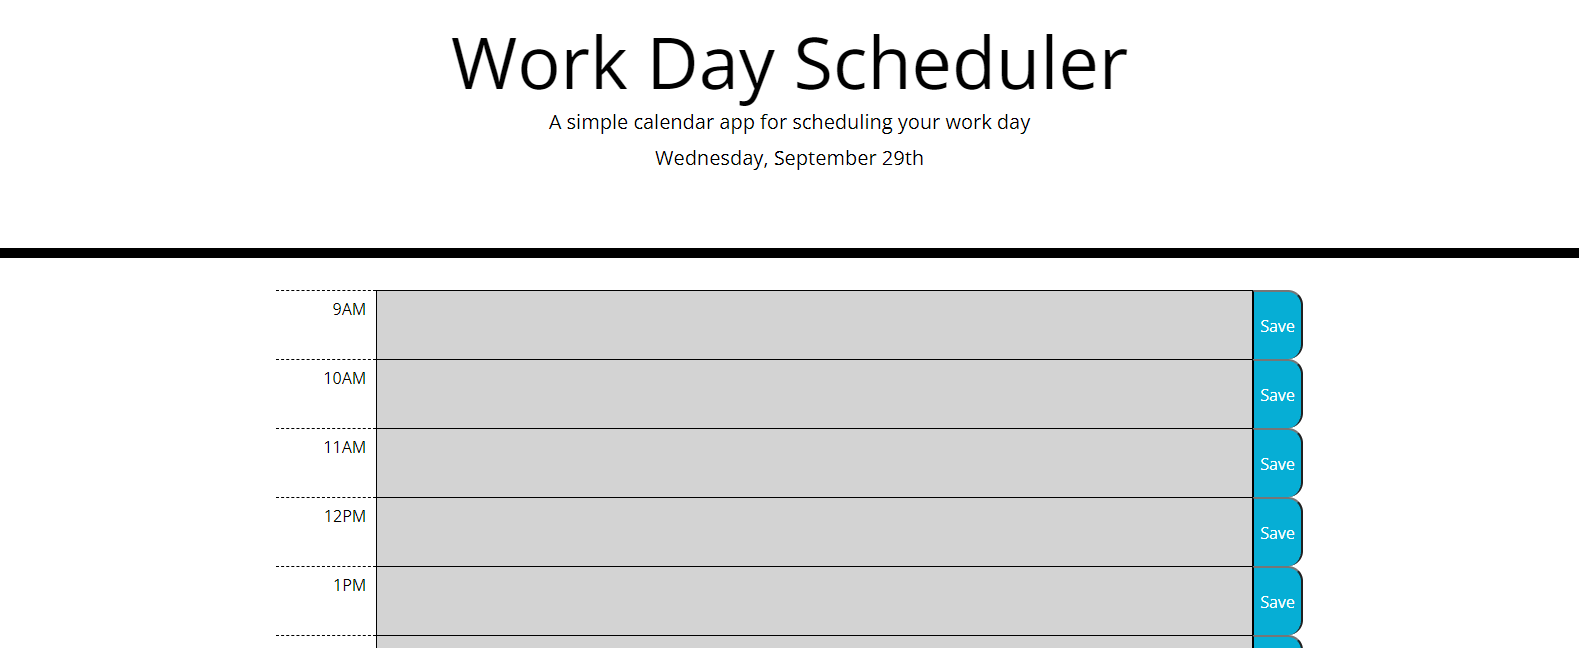 Work Day Scheduler
A simple calendar app for scheduling your work day
Wednesday, September 29th
9AM
Save
10AM
Save
11AM
Save
12PM
Save
1PM
Save